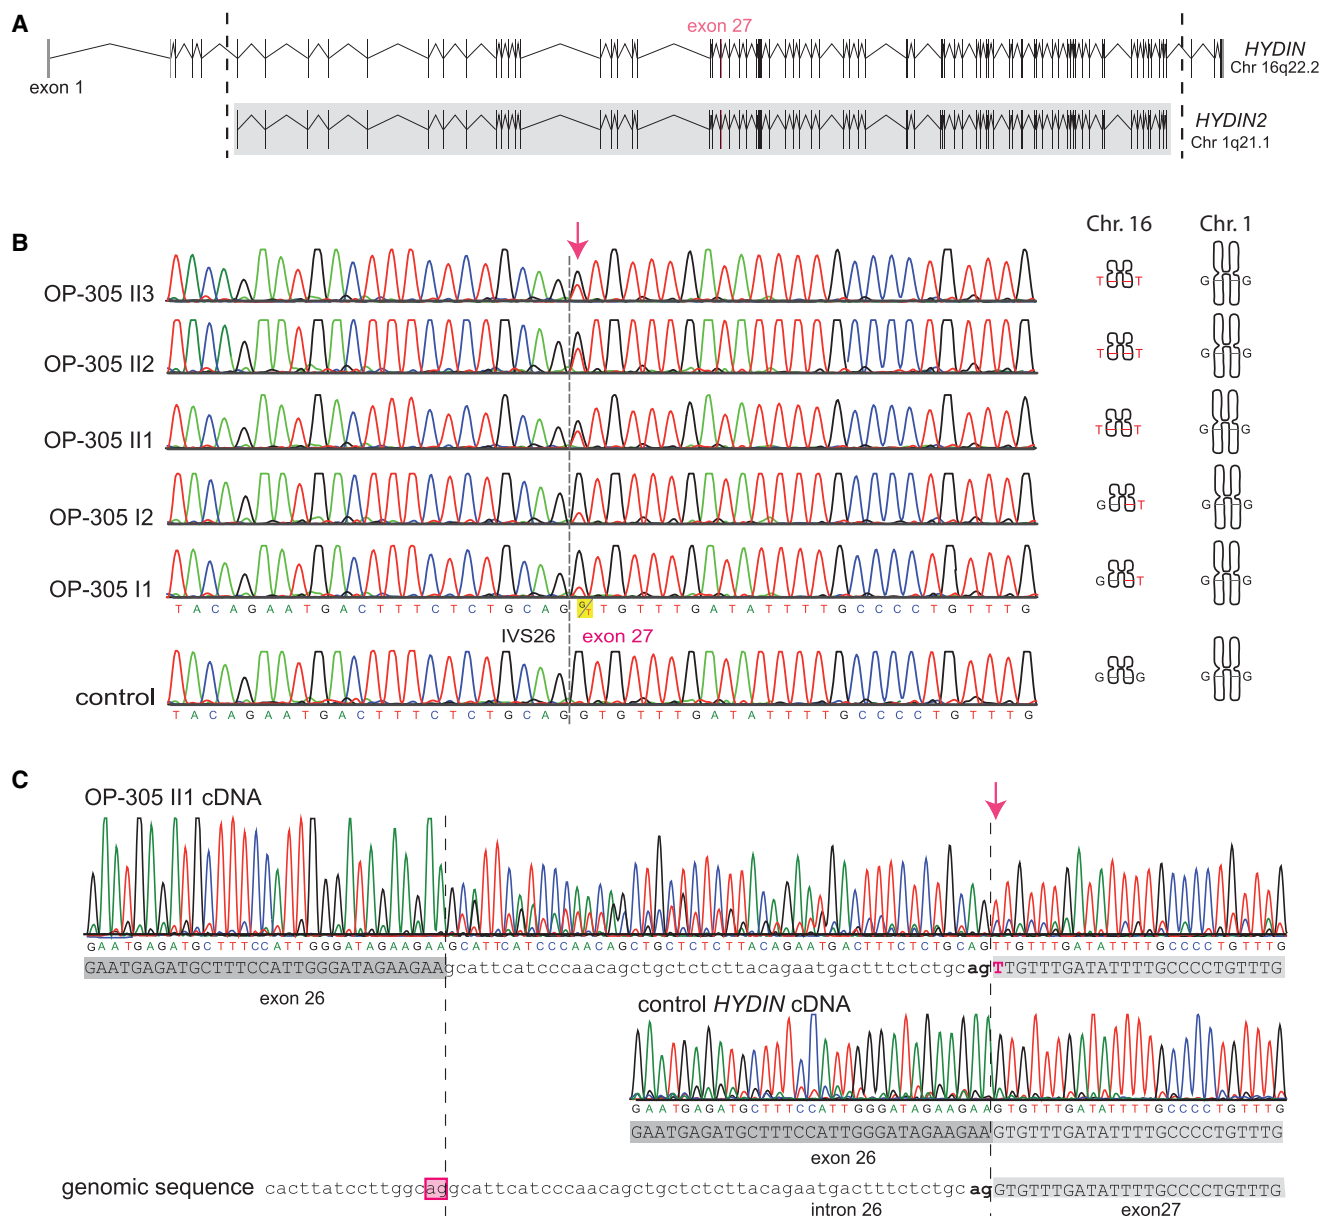 A
exon 27
HYDIN
Chr 16q22.2
exon 1
HYDIN2
Chr 1q21.1
B
Chr. 16
Chr. 1
OP-305 II3
T T
G G
OP-305 II2
T T
G G
OP-305 II1
T T
G G
OP-305 I2
G T
G G
OP-305 I1
G T
G G
T A C A G A A T G A C T T T C T C T G C A G G/T T G T T T G A T A T T T T G C C C C T G T T T G
IVS26
exon 27
control
G G
G G
T A C A G A A T G A C T T T C T C T G C A G G T G T T T G A T A T T T T G C C C C T G T T T G
C
OP-305 II1 cDNA
GAATGAGATGCTTTCCATTGGGATAGAAGAAGCATTCATCCCAACAGCTGCTCTCTTACAGAATGACTTTCTCTGCAGTTGTTTGATATTTTGCCCCTGTTTG
GAATGAGATGCTTTCCATTGGGATAGAAGAAgcattcatcccaacagctgctctcttacagaatgactttctctgcagTTGTTTGATATTTTGCCCCTGTTTG
exon 26
control HYDIN cDNA
GAATGAGATGCTTTCCATTGGGATAGAAGAAGTGTTTGATATTTTGCCCCTGTTTG
GAATGAGATGCTTTCCATTGGGATAGAAGAAGTGTTTGATATTTTGCCCCTGTTTG
exon 26
genomic sequence cacttatccttggcaggcattcatcccaacagctgctctcttacagaatgactttctctgcagGTGTTTGATATTTTGCCCCTGTTTG
intron 26
exon27